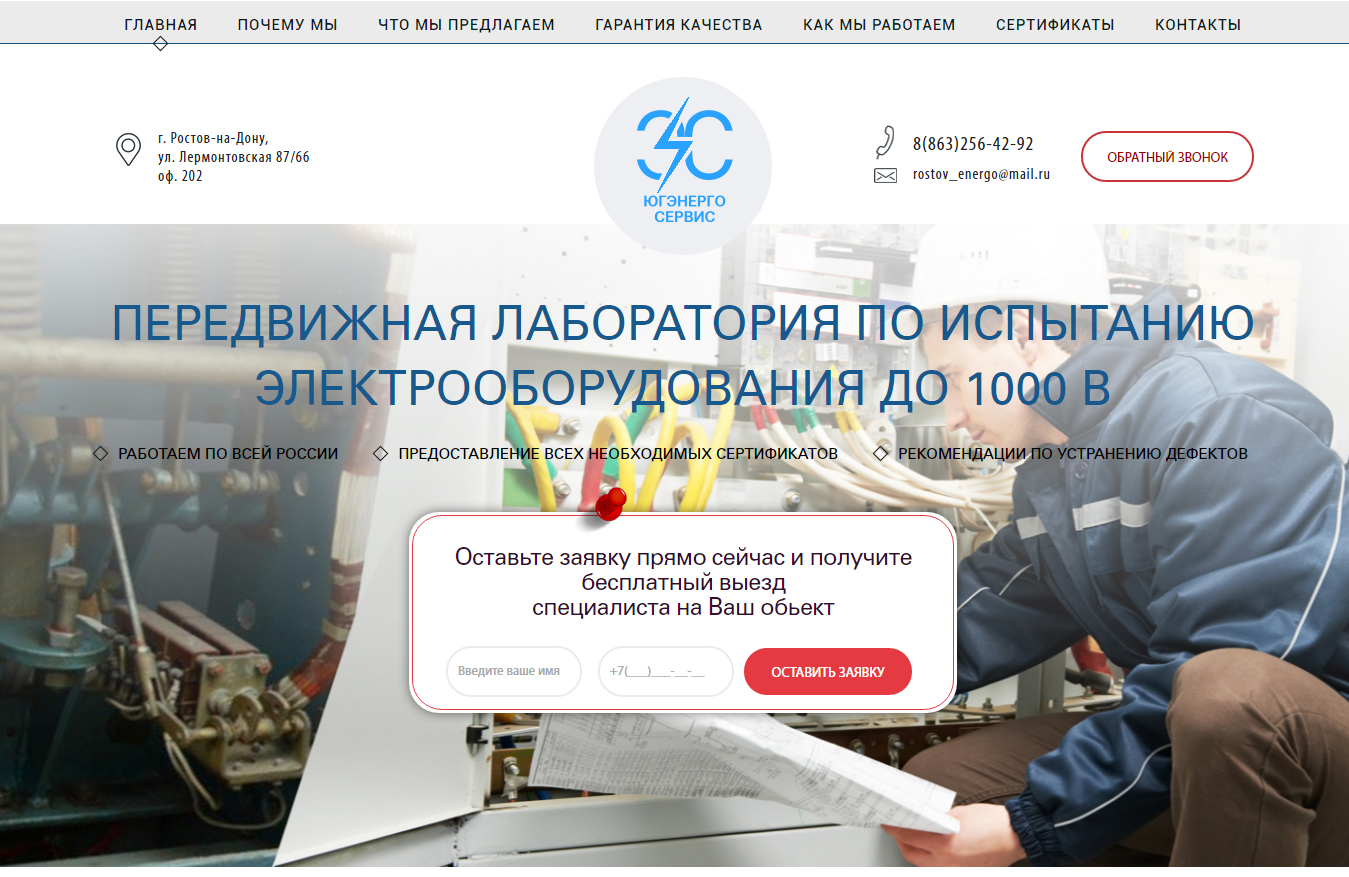 ГЛАВНАЯ ПОЧЕМУ МЫ ЧТО МЫ ПРЕДЛАГАЕМ ГАРАНТИЯ КАЧЕСТВА КАК МЫ РАБОТАЕМ СЕРТИФИКАТЫ КОНТАКТЫ
г. Ростов-на-Дону,
ул. Лермонтовская 87/66
оф. 202
ЭС
ЮГЭНЕРГО
СЕРВИС
8(863)256-42-92
rostov_energo@mail.ru
ОБРАТНЫЙ ЗВОНОК
ПЕРЕДВИЖНАЯ ЛАБОРАТОРИЯ ПО ИСПЫТАНИЮ
ЭЛЕКТРООБОРУДОВАНИЯ ДО 1000 В
РАБОТАЕМ ПО ВСЕЙ РОССИИ ПРЕДОСТАВЛЕНИЕ ВСЕХ НЕОБХОДИМЫХ СЕРТИФИКАТОВ РЕКОМЕНДАЦИИ ПО УСТРАНЕНИЮ ДЕФЕКТОВ
Оставьте заявку прямо сейчас и получите
бесплатный выезд
специалиста на Ваш обьект
Введите ваше имя +7(___)___-__-__ ОСТАВИТЬ ЗАЯВКУ